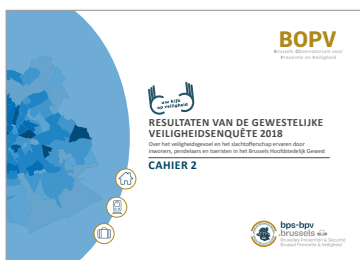 BOPV
Brussels Observatorium voor
Preventie en Veiligheid
uw kijk
op veiligheid
RESULTATEN VAN DE GEWESTELIJKE
VEILIGHEIDSENQUÊTE 2018
Over het veiligheidsgevoel en het slachtofferschap ervaren door
inwoners, pendelaars en toeristen in het Brussels Hoofdstedelijk Gewest
CAHIER 2
bps-bpv
.brussels
Bruxelles Prévention & Sécurité
Brussel Preventie & Veiligheid